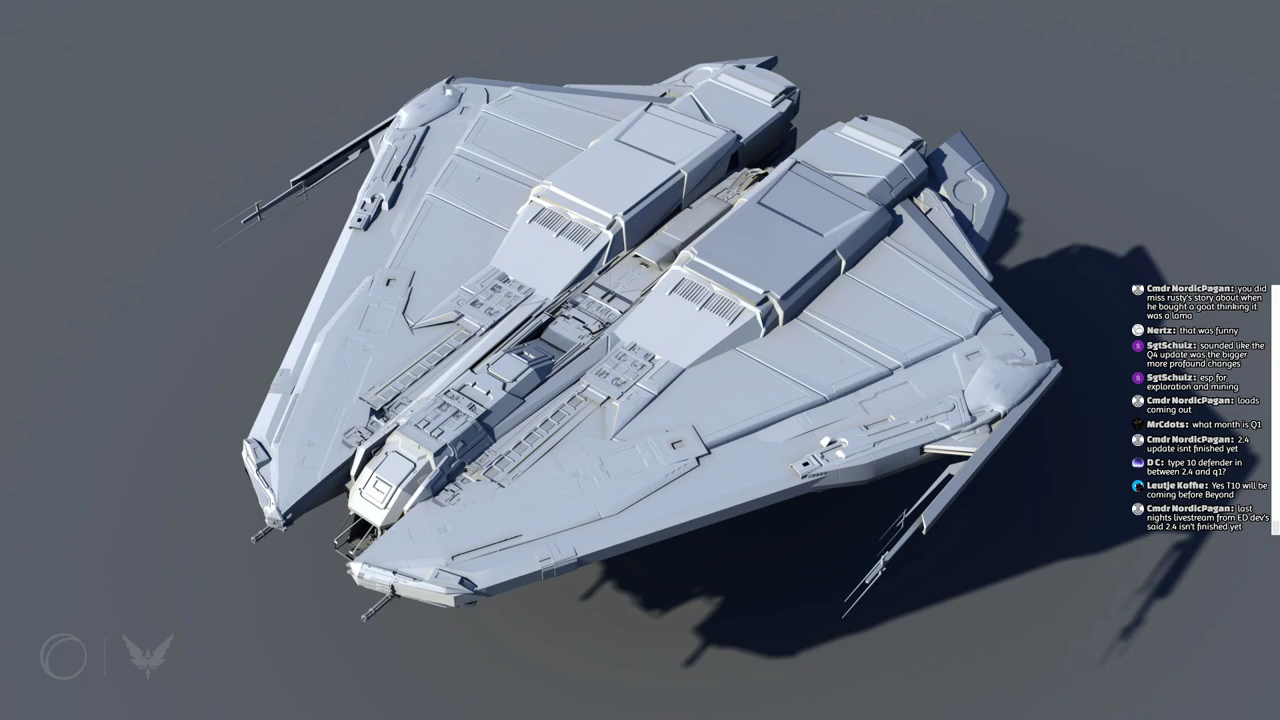 Cmdr NordicPagan: you did
miss rusty's story about when
he bought a goat thinking it
was a lama
Nertz: that was funny
S SgtSchulz: sounded like the
Q4 update was the bigger
more profound changes
S SgtSchulz: esp for
exploration and mining
Cmdr NordicPagan: loads
coming out
MrCdots: what month is Q1
Cmdr NordicPagan: 2.4
update isnt finished yet
D C: type 10 defender in
between 2.4 and q1?
Leutje Koffie: Yes T10 will be
coming before Beyond
Cmdr NordicPagan: last
nights livestream from ED dev's
said 2.4 isn't finished yet